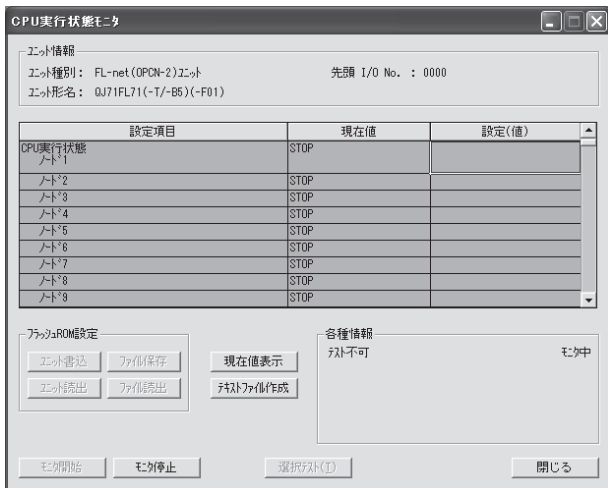 CPU実行状態モニタ
ユニット情報
ユニット種別： FL-net(OPCN-2)ユニット 先頭 I/O No. ： 0000
ユニット形名： QJ71FL71(-T/-B5)(-F01)
設定項目 現在値 設定(値)
CPU実行状態 STOP
ノード1
ノード2 STOP
ノード3 STOP
ノード4 STOP
ノード5 STOP
ノード6 STOP
ノード7 STOP
ノード8 STOP
ノード9 STOP
フラッシュROM設定 各種情報
ユニット書込 ファイル保存 現在値表示 テスト不可 モニタ中
ユニット読出 ファイル読出 テキストファイル作成
モニタ開始 モニタ停止 選択テスト(T) 閉じる